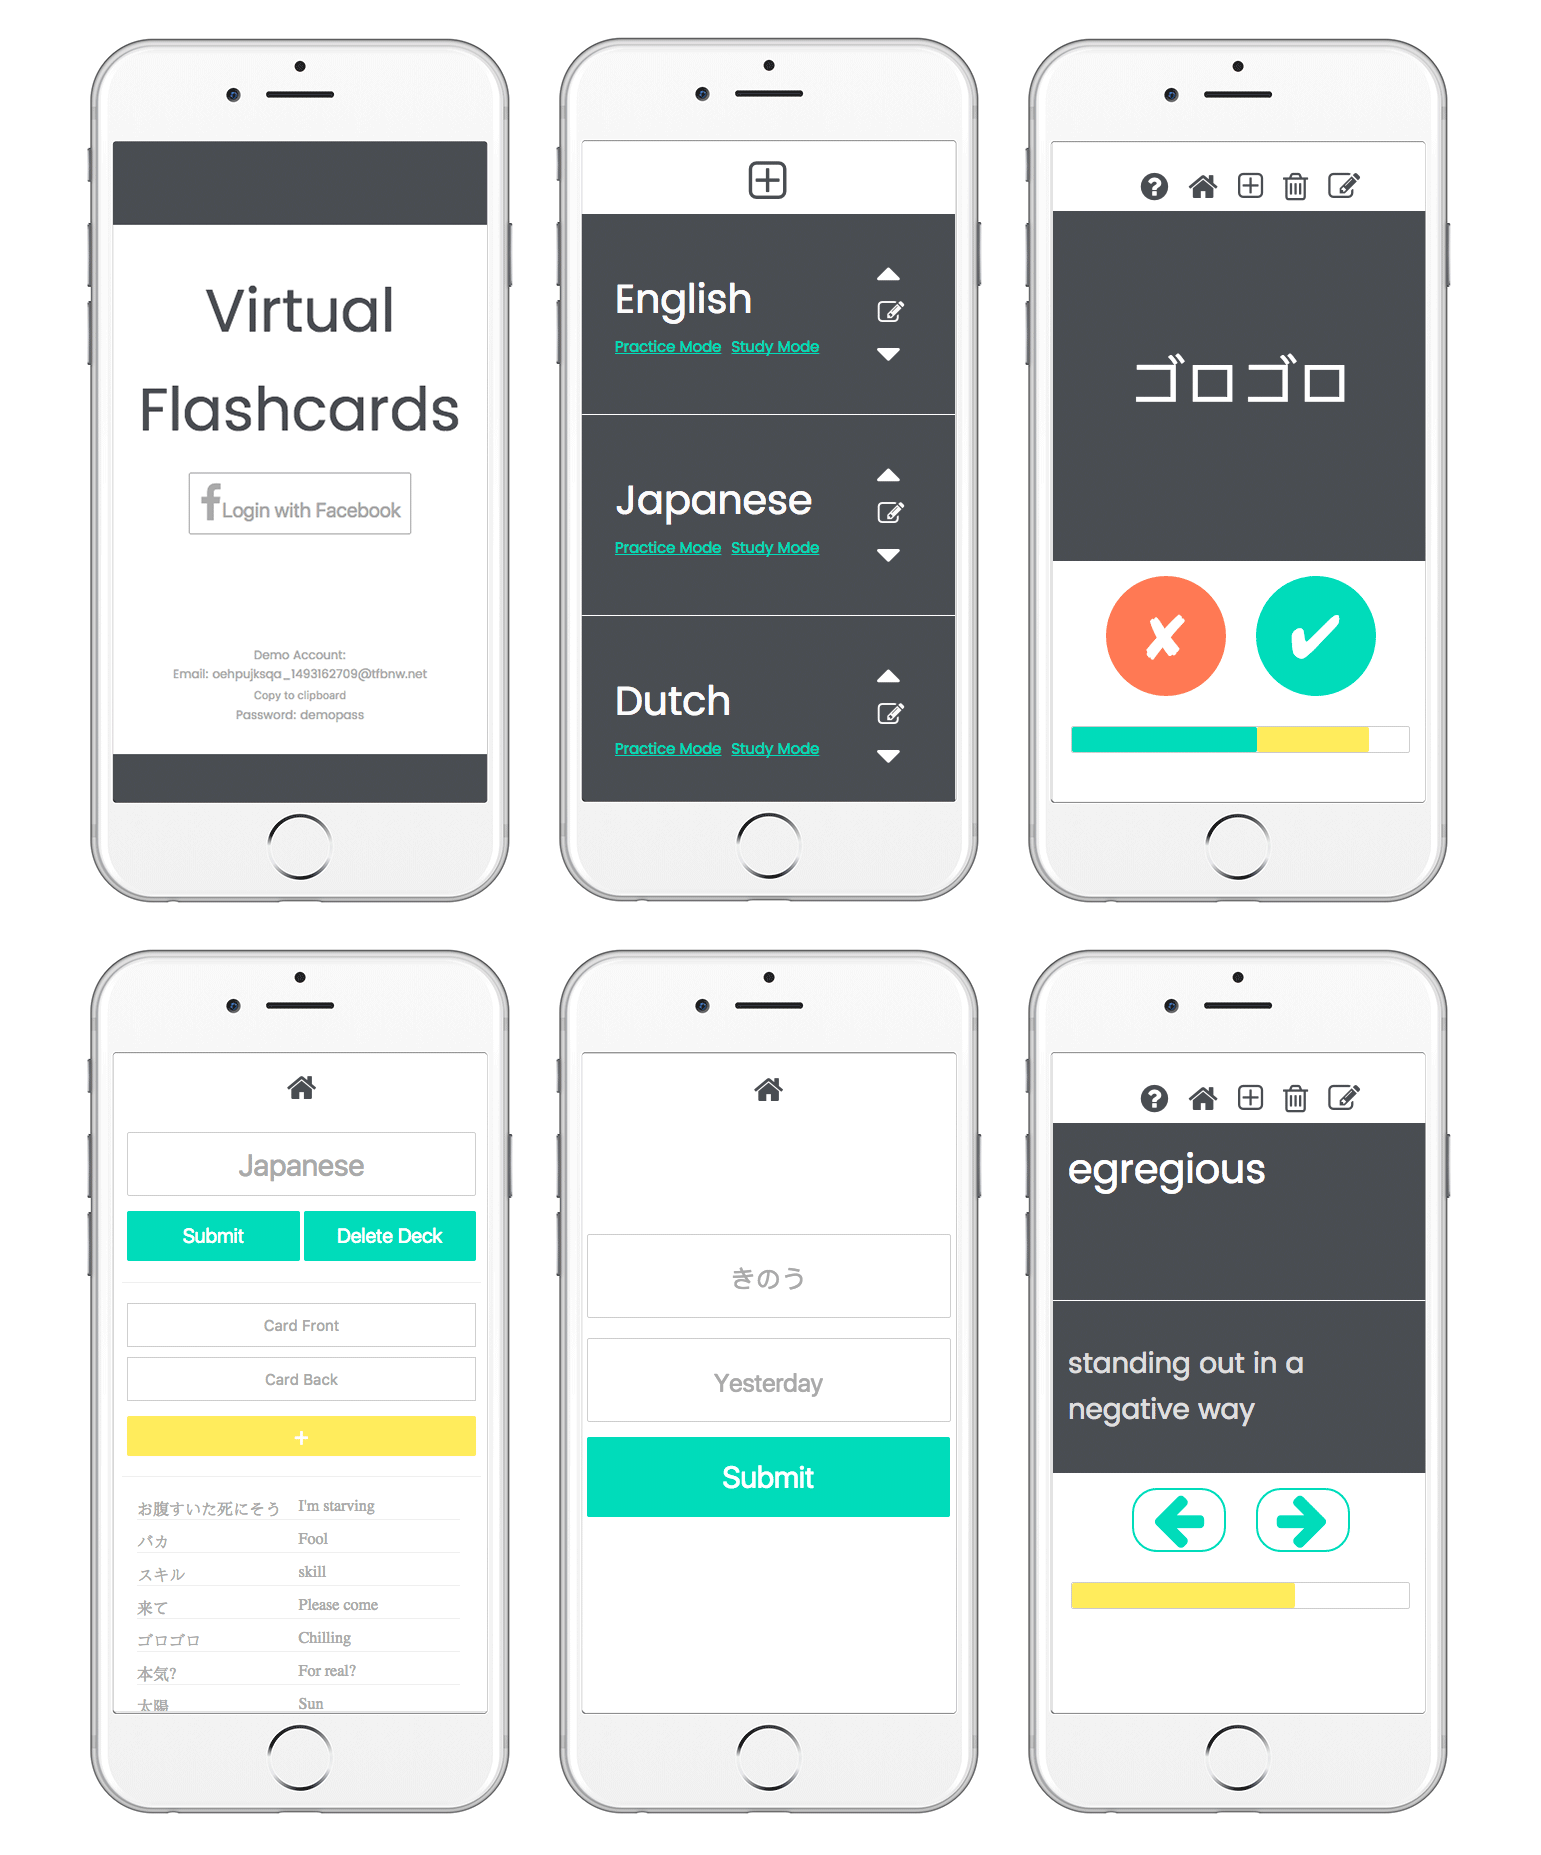 Virtual
Flashcards
Login with Facebook
Demo Account:
Email: oehpujksqa_1493162709@tfbnw.net
Copy to clipboard
Password: demopass
English
Practice Mode Study Mode
Japanese
Practice Mode Study Mode
Dutch
Practice Mode Study Mode
ゴロゴロ
Japanese
Submit Delete Deck
Card Front
Card Back
+
お腹すいた死にそう I'm starving
バカ Fool
スキル skill
来て Please come
ゴロゴロ Chilling
本気? For real?
太陽 Sun
きのう
Yesterday
Submit
egregious
standing out in a
negative way